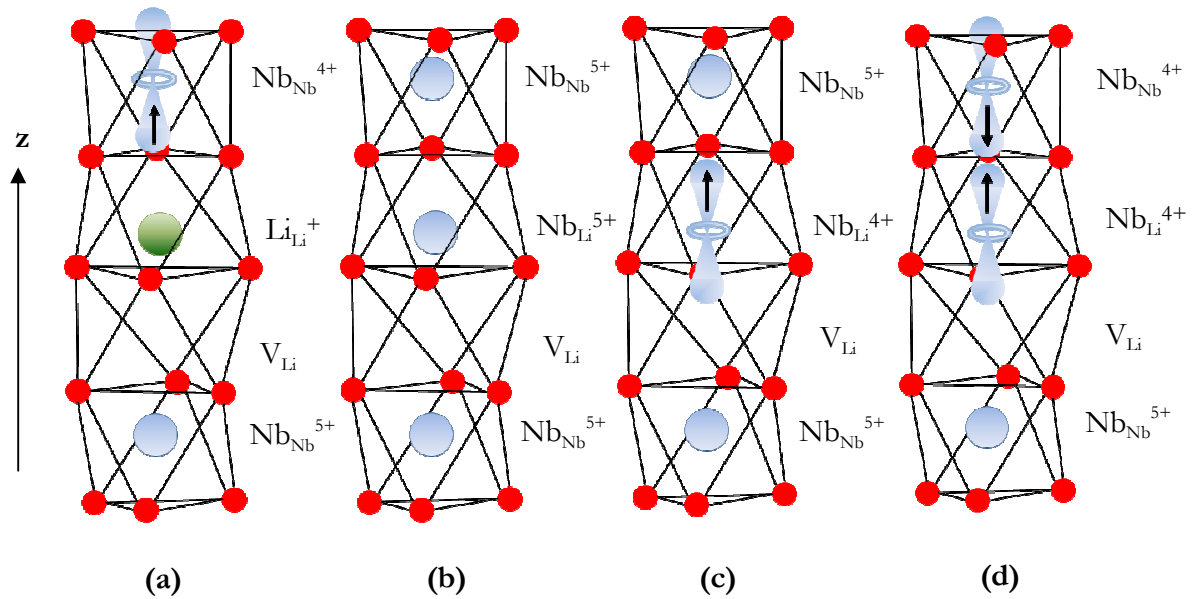 z
Nb_Nb^4+
Li_Li^+
V_Li
Nb_Nb^5+
(a)
Nb_Nb^5+
Nb_Li^5+
V_Li
Nb_Nb^5+
(b)
Nb_Nb^5+
Nb_Li^4+
V_Li
Nb_Nb^5+
(c)
Nb_Nb^4+
Nb_Li^4+
V_Li
Nb_Nb^5+
(d)